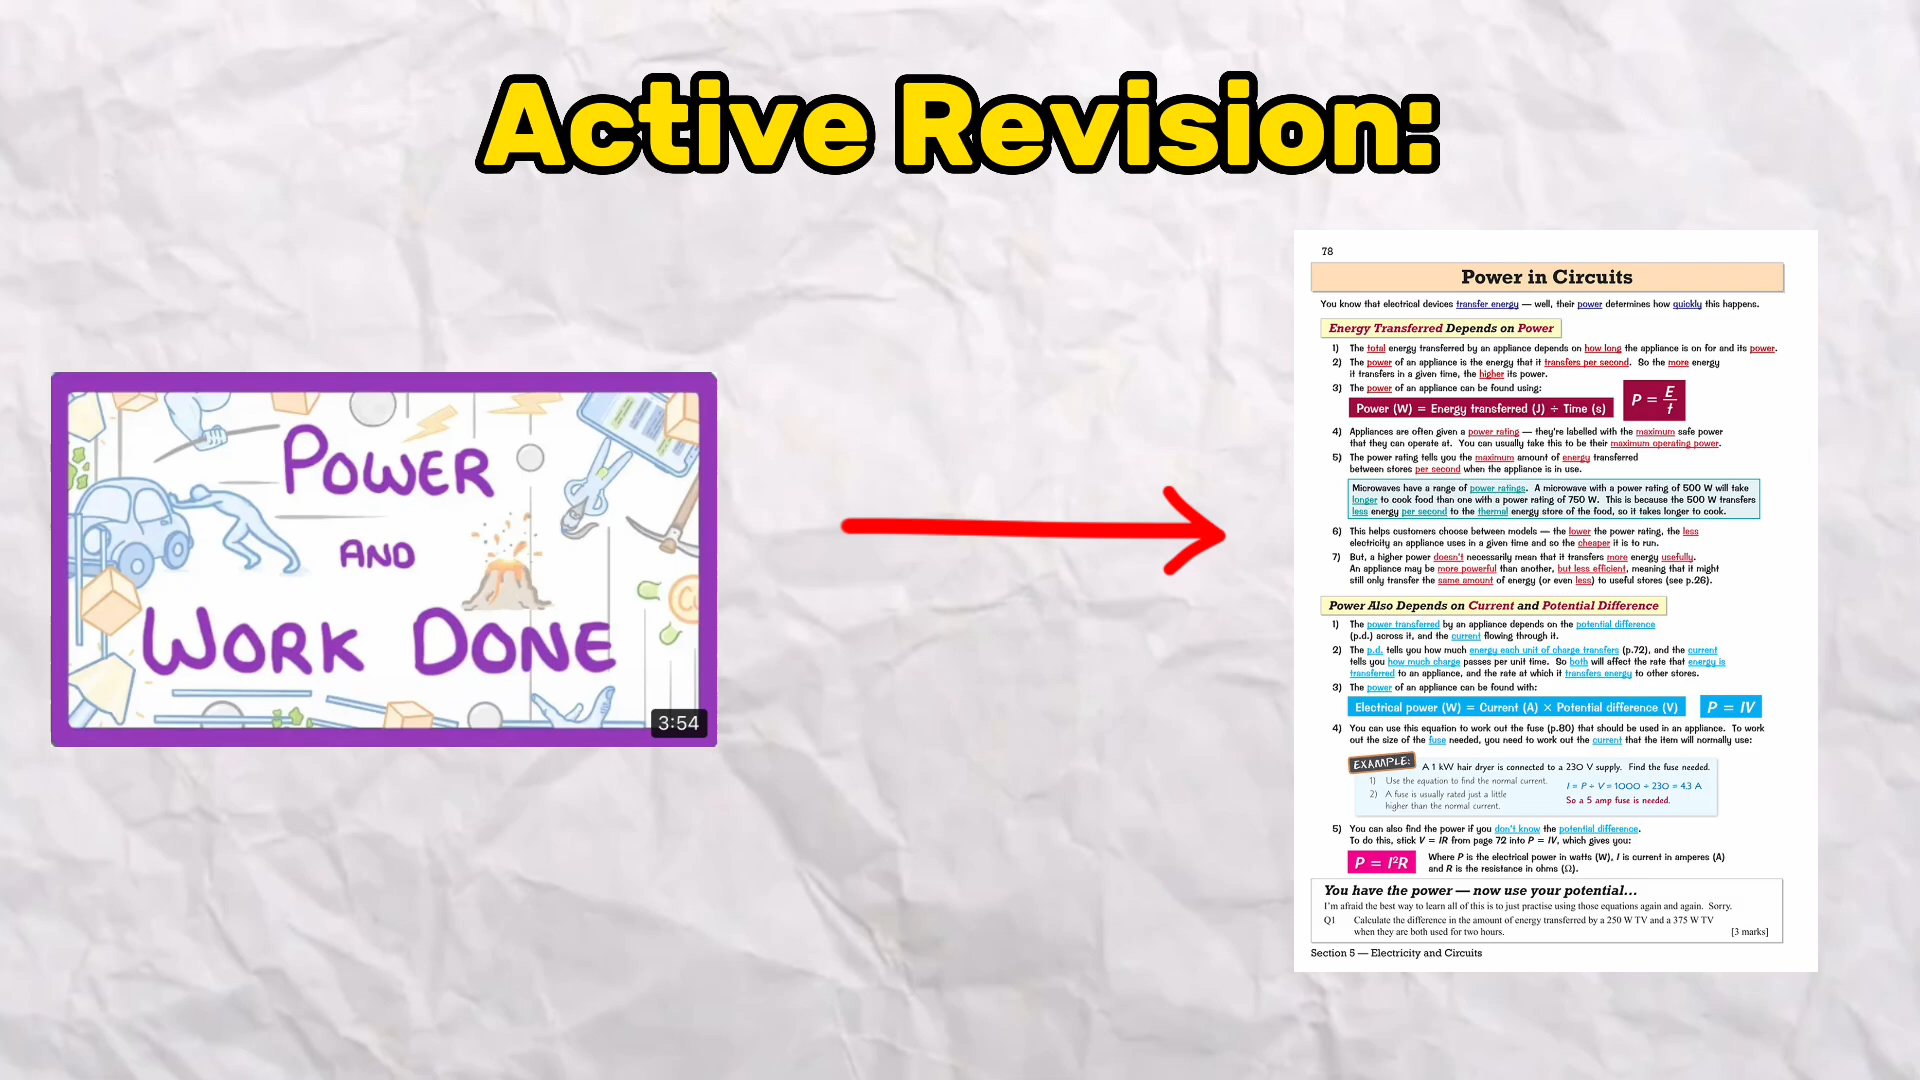 Active Revision:
POWER
AND
WORK DONE
3:54
78
Power in Circuits
You know that electrical devices transfer energy — well, their power determines how quickly this happens.
Energy Transferred Depends on Power
1) The total energy transferred by an appliance depends on how long the appliance is on for and its power.
2) The power of an appliance is the energy that it transfers per second. So the more energy
it transfers in a given time, the higher its power.
3) The power of an appliance can be found using:
Power (W) = Energy transferred (J) ÷ Time (s)
P = E/t
4) Appliances are often given a power rating — they're labelled with the maximum safe power
that they can operate at. You can usually take this to be their maximum operating power.
5) The power rating tells you the maximum amount of energy transferred
between stores per second when the appliance is in use.
Microwaves have a range of power ratings. A microwave with a power rating of 500 W will take
longer to cook food than one with a power rating of 750 W. This is because the 500 W transfers
less energy per second to the thermal energy store of the food, so it takes longer to cook.
6) This helps customers choose between models — the lower the power rating, the less
electricity an appliance uses in a given time and so the cheaper it is to run.
7) But, a higher power doesn't necessarily mean that it transfers more energy usefully.
An appliance may be more powerful than another, but less efficient, meaning that it might
still only transfer the same amount of energy (or even less) to useful stores (see p.26).
Power Also Depends on Current and Potential Difference
1) The power transferred by an appliance depends on the potential difference
(p.d.) across it, and the current flowing through it.
2) The p.d. tells you how much energy each unit of charge transfers (p.72), and the current
tells you how much charge passes per unit time. So both will affect the rate that energy is
transferred to an appliance, and the rate at which it transfers energy to other stores.
3) The power of an appliance can be found with:
Electrical power (W) = Current (A) × Potential difference (V)
P = IV
4) You can use this equation to work out the fuse (p.80) that should be used in an appliance. To work
out the size of the fuse needed, you need to work out the current that the item will normally use:
EXAMPLE: A 1 kW hair dryer is connected to a 230 V supply. Find the fuse needed.
1) Use the equation to find the normal current.
I = P ÷ V = 1000 ÷ 230 = 4.3 A
2) A fuse is usually rated just a little
higher than the normal current.
So a 5 amp fuse is needed.
5) You can also find the power if you don't know the potential difference.
To do this, stick V = IR from page 72 into P = IV, which gives you:
P = I²R
Where P is the electrical power in watts (W), I is current in amperes (A)
and R is the resistance in ohms (Ω).
You have the power — now use your potential...
I'm afraid the best way to learn all of this is to just practise using those equations again and again. Sorry.
Q1 Calculate the difference in the amount of energy transferred by a 250 W TV and a 375 W TV
when they are both used for two hours. [3 marks]
Section 5 — Electricity and Circuits